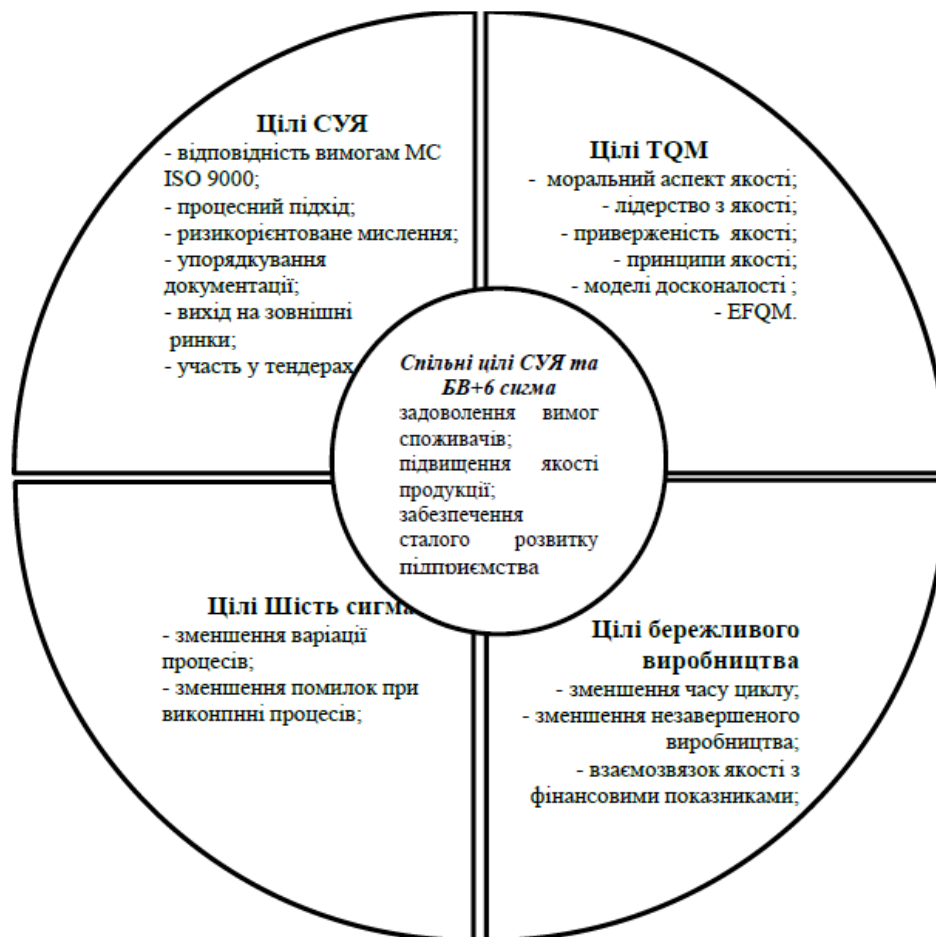 Цілі СУЯ
- відповідність вимогам МС
ISO 9000;
- процесний підхід;
- ризикорієнтоване мислення;
- упорядкування
документації;
- вихід на зовнішні
ринки;
- участь у тендерах
Цілі TQM
- моральний аспект якості;
- лідерство з якості;
- приверженість якості;
- принципи якості;
- моделі досконалості ;
- EFQM.
Спільні цілі СУЯ та
БВ+6 сигма
задоволення вимог
споживачів;
підвищення якості
продукції;
забезпечення
сталого розвитку
підприємства
Цілі Шість сигма
- зменшення варіації
процесів;
- зменшення помилок при
виконпнні процесів;
Цілі бережливого
виробництва
- зменшення часу циклу;
- зменшення незавершеного
виробництва;
- взаємозвязок якості з
фінансовими показниками;